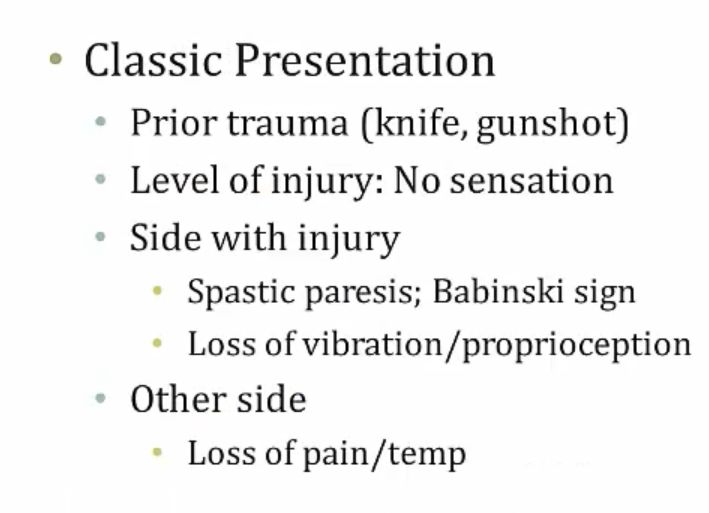 • Classic Presentation
• Prior trauma (knife, gunshot)
• Level of injury: No sensation
• Side with injury
• Spastic paresis; Babinski sign
• Loss of vibration/proprioception
• Other side
• Loss of pain/temp